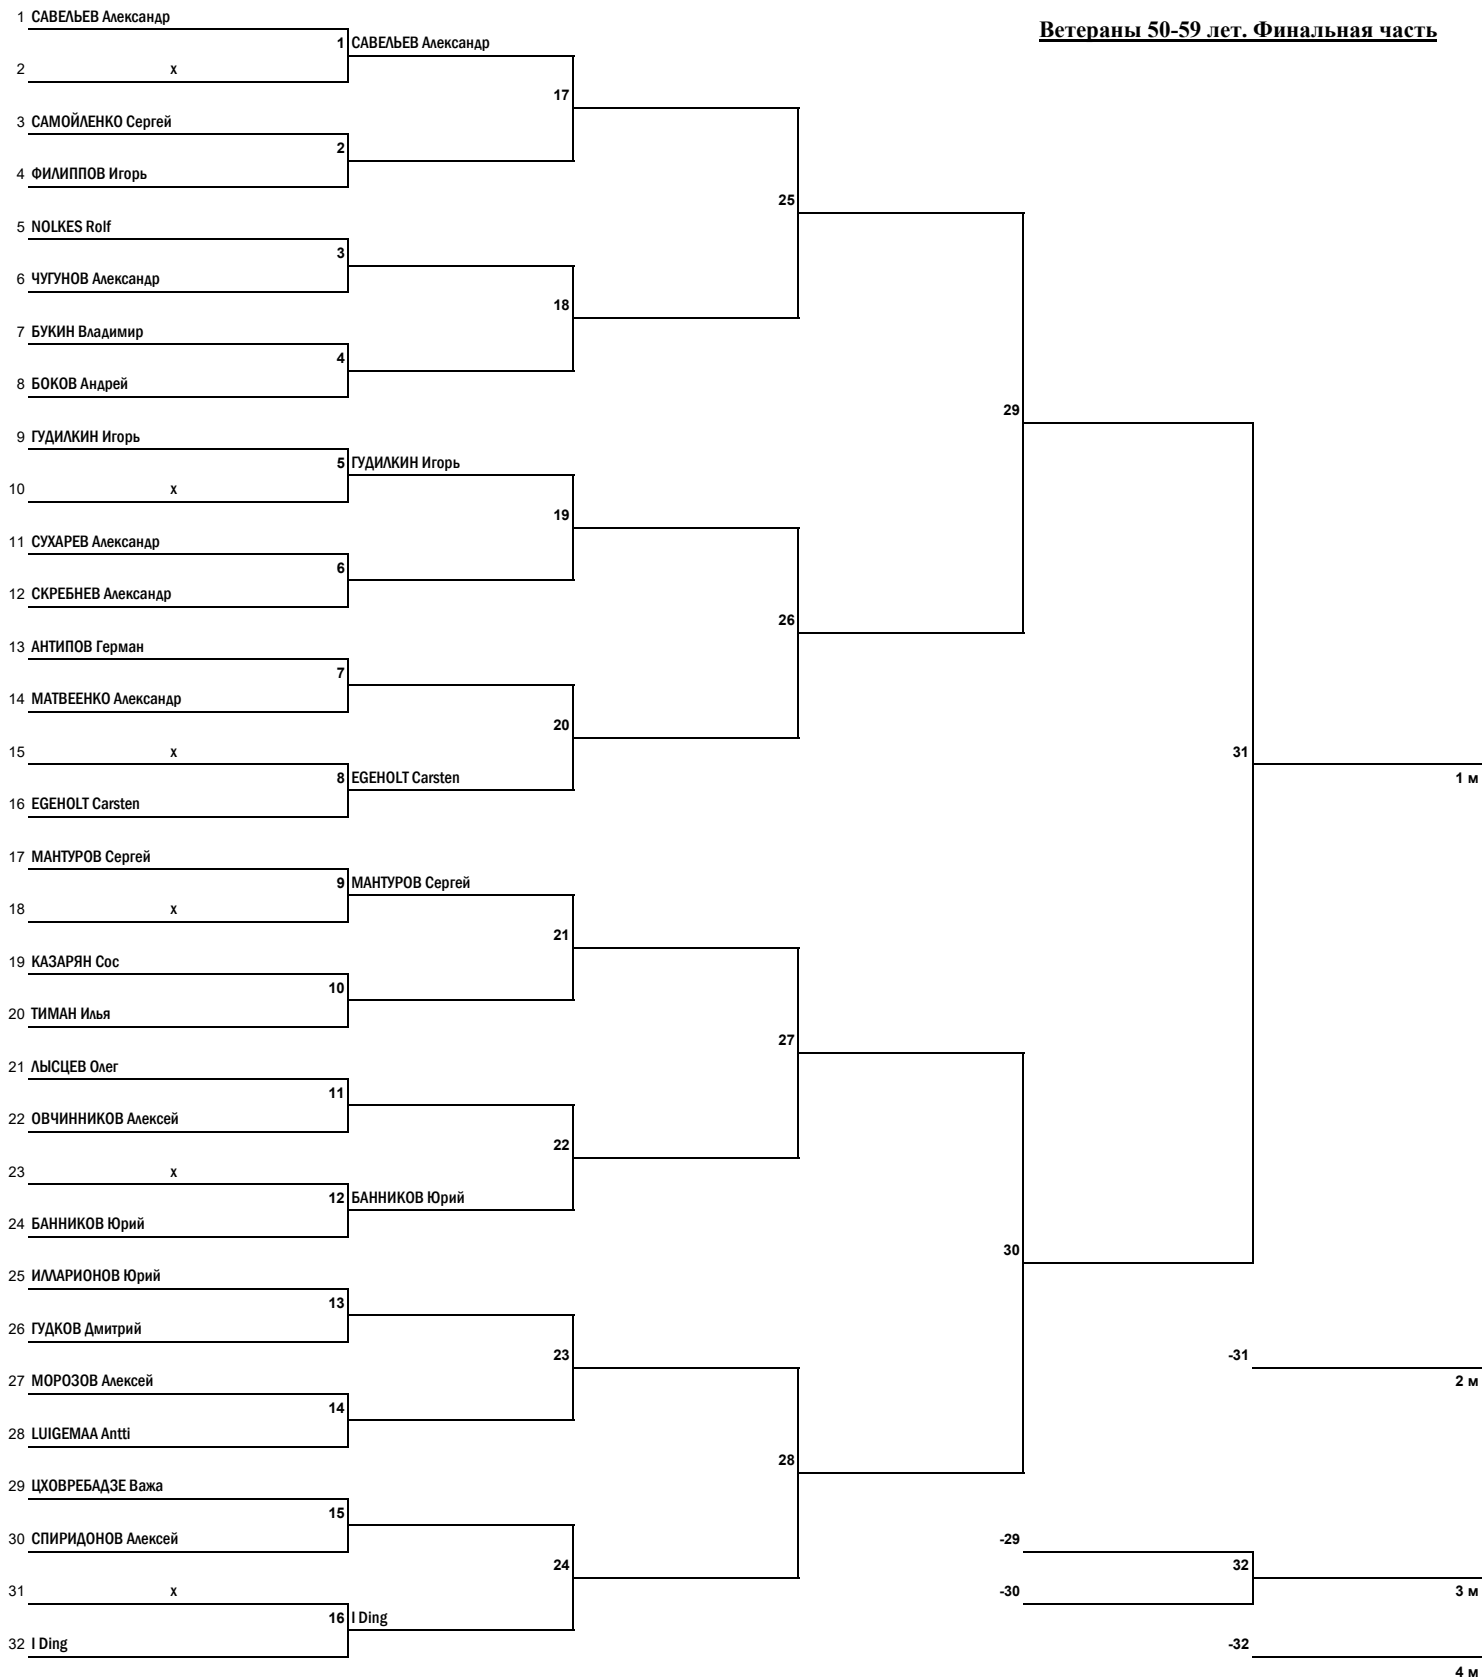 Ветераны 50-59 лет. Финальная часть
1 САВЕЛЬЕВ Александр
1 САВЕЛЬЕВ Александр
2 x
17
3 САМОЙЛЕНКО Сергей
2
4 ФИЛИППОВ Игорь
25
5 NOLKES Rolf
3
6 ЧУГУНОВ Александр
18
7 БУКИН Владимир
4
8 БОКОВ Андрей
29
9 ГУДИЛКИН Игорь
5 ГУДИЛКИН Игорь
10 x
19
11 СУХАРЕВ Александр
6
12 СКРЕБНЕВ Александр
26
13 АНТИПОВ Герман
7
14 МАТВЕЕНКО Александр
20
15 x
31
8 EGEHOLT Carsten
1 м
16 EGEHOLT Carsten
17 МАНТУРОВ Сергей
9 МАНТУРОВ Сергей
18 x
21
19 КАЗАРЯН Сос
10
20 ТИМАН Илья
27
21 ЛЫСЦЕВ Олег
11
22 ОВЧИННИКОВ Алексей
22
23 x
12 БАННИКОВ Юрий
24 БАННИКОВ Юрий
30
25 ИЛЛАРИОНОВ Юрий
13
26 ГУДКОВ Дмитрий
23
-31
27 МОРОЗОВ Алексей
2 м
14
28 LUIGEMAA Antti
28
29 ЦХОВРЕБАДЗЕ Важа
15
30 СПИРИДОНОВ Алексей
-29
24
32
31 x
-30
3 м
16 I Ding
32 I Ding
-32
4 м